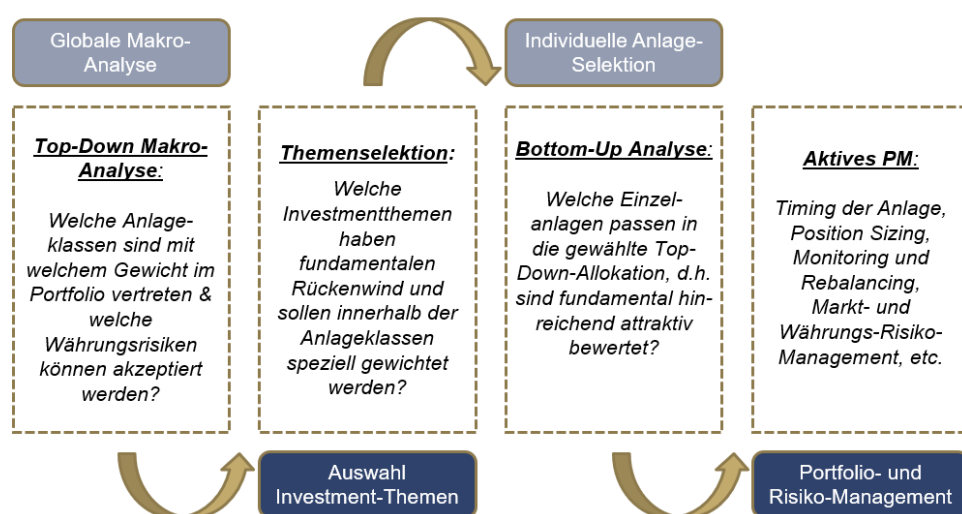 Globale Makro-
Analyse
Individuelle Anlage-
Selektion
Top-Down Makro-
Analyse:
Welche Anlage-
klassen sind mit
welchem Gewicht im
Portfolio vertreten &
welche
Währungsrisiken
können akzeptiert
werden?
Themenselektion:
Welche
Investmentthemen
haben
fundamentalen
Rückenwind und
sollen innerhalb der
Anlageklassen
speziell gewichtet
werden?
Bottom-Up Analyse:
Welche Einzel-
anlagen passen in
die gewählte Top-
Down-Allokation, d.h.
sind fundamental hin-
reichend attraktiv
bewertet?
Aktives PM:
Timing der Anlage,
Position Sizing,
Monitoring und
Rebalancing,
Markt- und
Währungs-Risiko-
Management, etc.
Auswahl
Investment-Themen
Portfolio- und
Risiko-Management